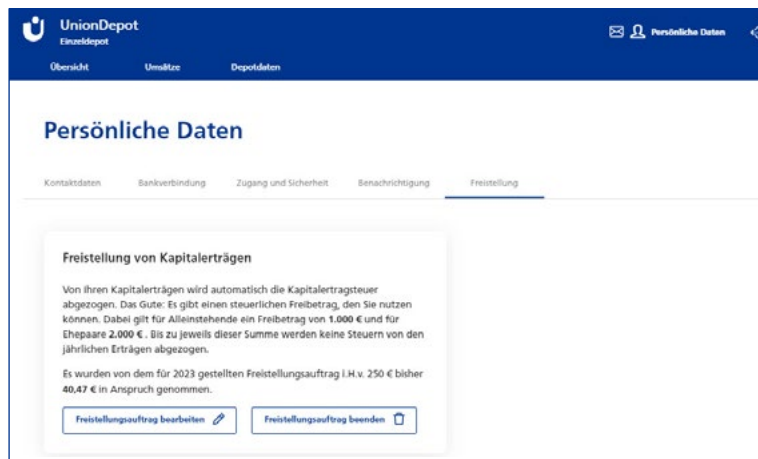 UnionDepot
Einzeldepot
Persönliche Daten
Übersicht Umsätze Depotdaten
Persönliche Daten
Kontaktdaten Bankverbindung Zugang und Sicherheit Benachrichtigung Freistellung
Freistellung von Kapitalerträgen
Von Ihren Kapitalerträgen wird automatisch die Kapitalertragsteuer
abgezogen. Das Gute: Es gibt einen steuerlichen Freibetrag, den Sie nutzen
können. Dabei gilt für Alleinstehende ein Freibetrag von 1.000 € und für
Ehepaare 2.000 € . Bis zu jeweils dieser Summe werden keine Steuern von den
jährlichen Erträgen abgezogen.
Es wurden von dem für 2023 gestellten Freistellungsauftrag i.H.v. 250 € bisher
40,47 € in Anspruch genommen.
Freistellungsauftrag bearbeiten Freistellungsauftrag beenden